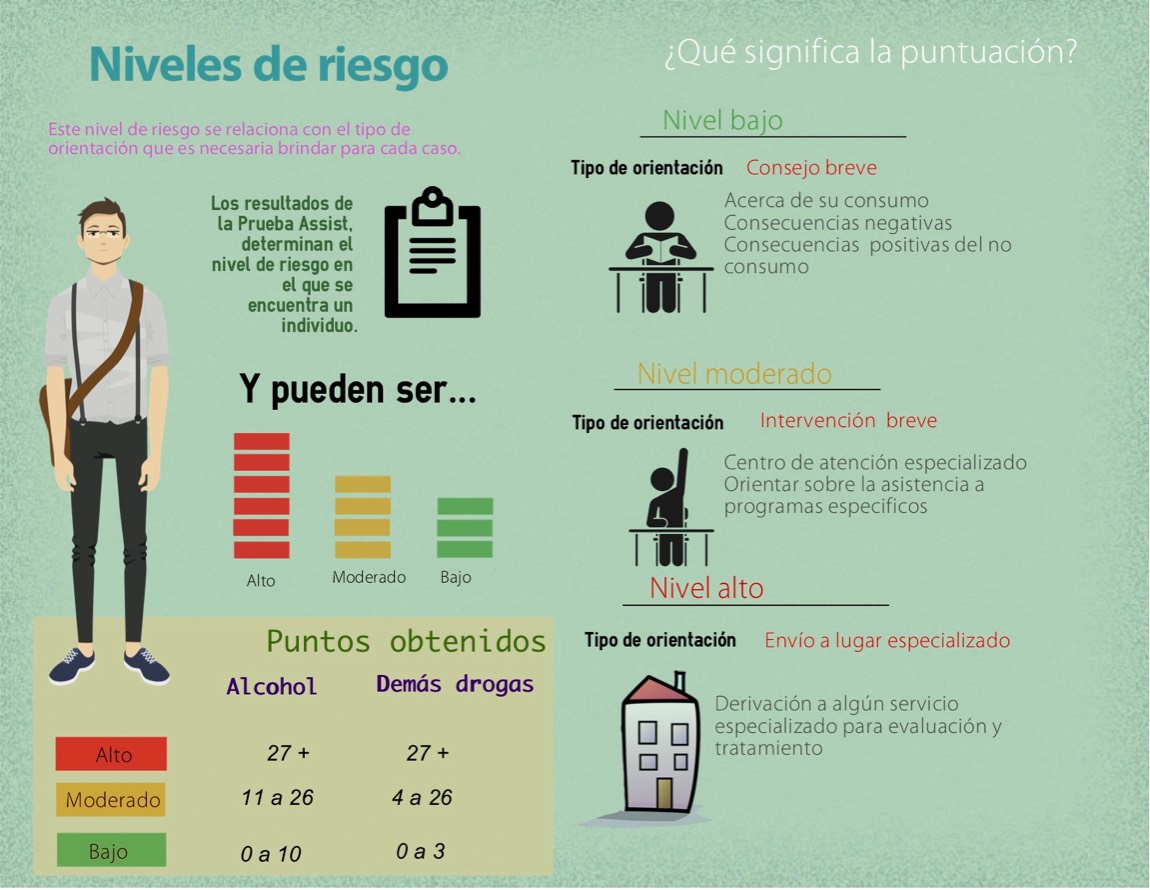 Niveles de riesgo
Este nivel de riesgo se relaciona con el tipo de
orientación que es necesaria brindar para cada caso.
Los resultados de
la Prueba Assist,
determinan el
nivel de riesgo en
el que se
encuentra un
individuo.
Y pueden ser...
Alto
Moderado
Bajo
Puntos obtenidos
Alcohol
Demás drogas
Alto
27 +
27 +
Moderado
11 a 26
4 a 26
Bajo
0 a 10
0 a 3
¿Qué significa la puntuación?
Nivel bajo
Tipo de orientación
Consejo breve
Acerca de su consumo
Consecuencias negativas
Consecuencias positivas del no
consumo
Nivel moderado
Tipo de orientación
Intervención breve
Centro de atención especializado
Orientar sobre la asistencia a
programas especificos
Nivel alto
Tipo de orientación
Envío a lugar especializado
Derivación a algún servicio
especializado para evaluación y
tratamiento